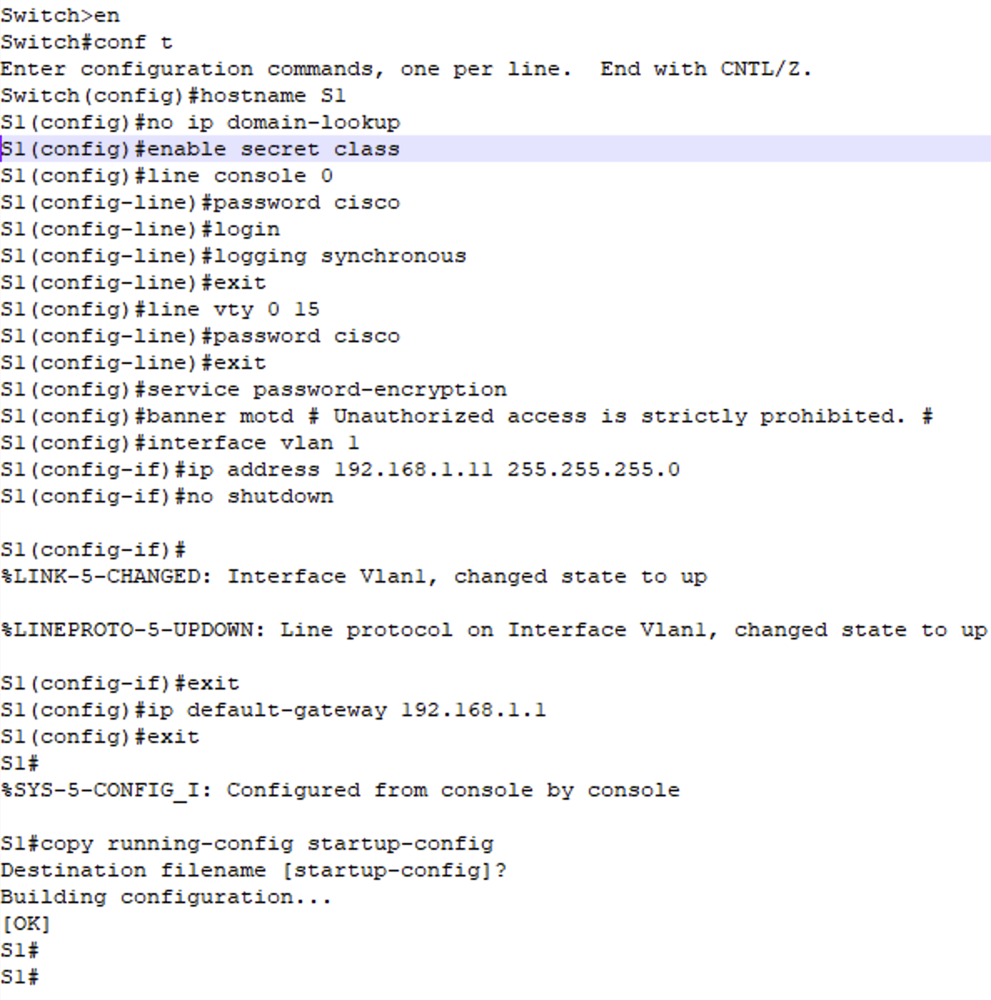 Switch>en
Switch#conf t
Enter configuration commands, one per line.  End with CNTL/Z.
Switch(config)#hostname S1
S1(config)#no ip domain-lookup
S1(config)#enable secret class
S1(config)#line console 0
S1(config-line)#password cisco
S1(config-line)#login
S1(config-line)#logging synchronous
S1(config-line)#exit
S1(config)#line vty 0 15
S1(config-line)#password cisco
S1(config-line)#exit
S1(config)#service password-encryption
S1(config)#banner motd # Unauthorized access is strictly prohibited. #
S1(config)#interface vlan 1
S1(config-if)#ip address 192.168.1.11 255.255.255.0
S1(config-if)#no shutdown
S1(config-if)#
%LINK-5-CHANGED: Interface Vlan1, changed state to up
%LINEPROTO-5-UPDOWN: Line protocol on Interface Vlan1, changed state to up
S1(config-if)#exit
S1(config)#ip default-gateway 192.168.1.1
S1(config)#exit
S1#
%SYS-5-CONFIG_I: Configured from console by console
S1#copy running-config startup-config
Destination filename [startup-config]?
Building configuration...
[OK]
S1#
S1#